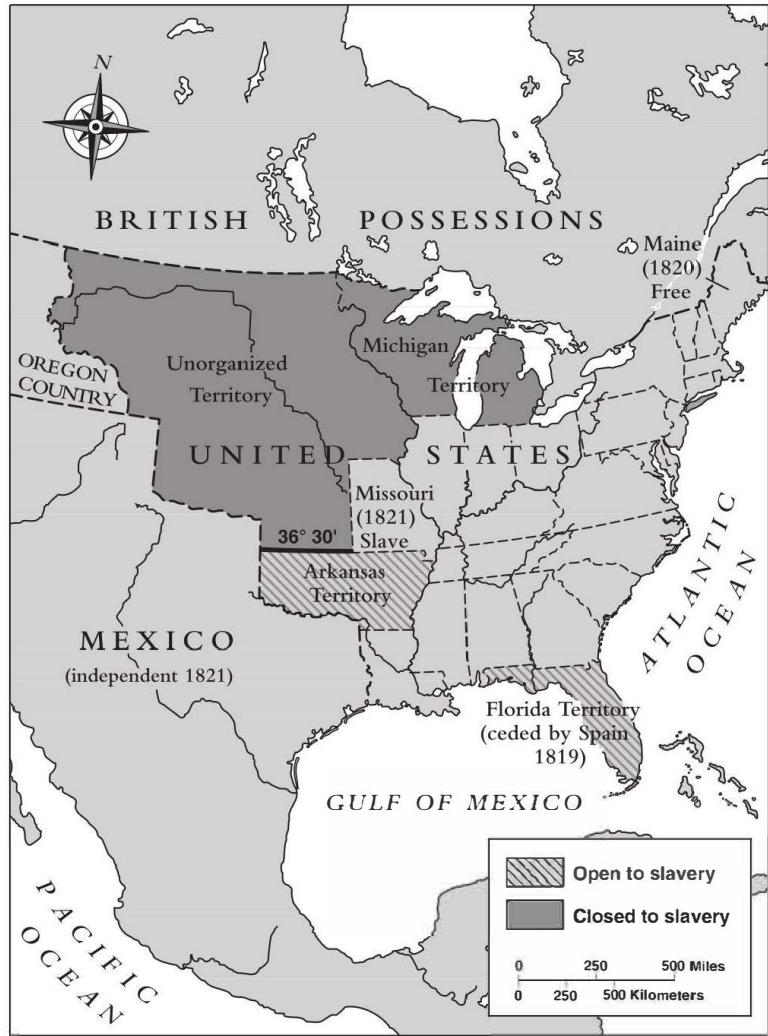 N
BRITISH POSSESSIONS
Maine
(1820)
Free
Michigan
Territory
Unorganized
Territory
OREGON
COUNTRY
UNITED STATES
Missouri
(1821)
Slave
36° 30'
Arkansas
Territory
ATLANTIC
OCEAN
MEXICO
(independent 1821)
Florida Territory
(ceded by Spain
1819)
GULF OF MEXICO
PACIFIC
OCEAN
Open to slavery
Closed to slavery
0 250 500 Miles
0 250 500 Kilometers